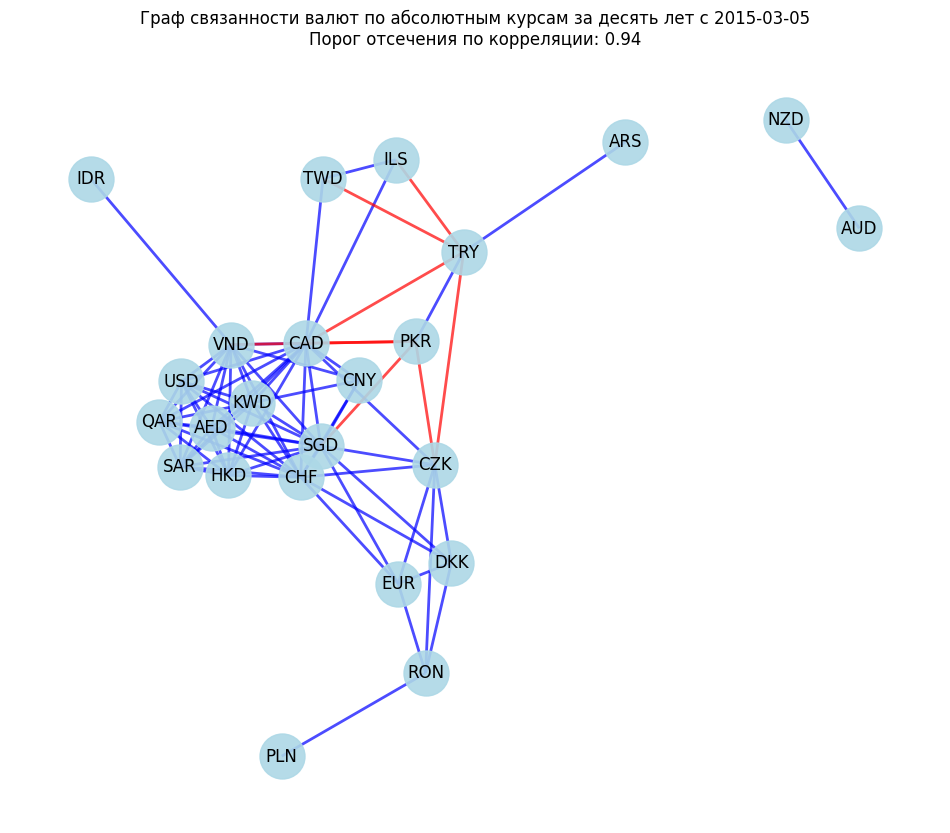 Граф связанности валют по абсолютным курсам за десять лет с 2015-03-05
Порог отсечения по корреляции: 0.94
NZD
ARS
ILS
IDR
TWD
AUD
TRY
PKR
CAD
VND
CNY
USD
KWD
QAR
AED
SGD
CZK
SAR
HKD
CHF
DKK
EUR
RON
PLN